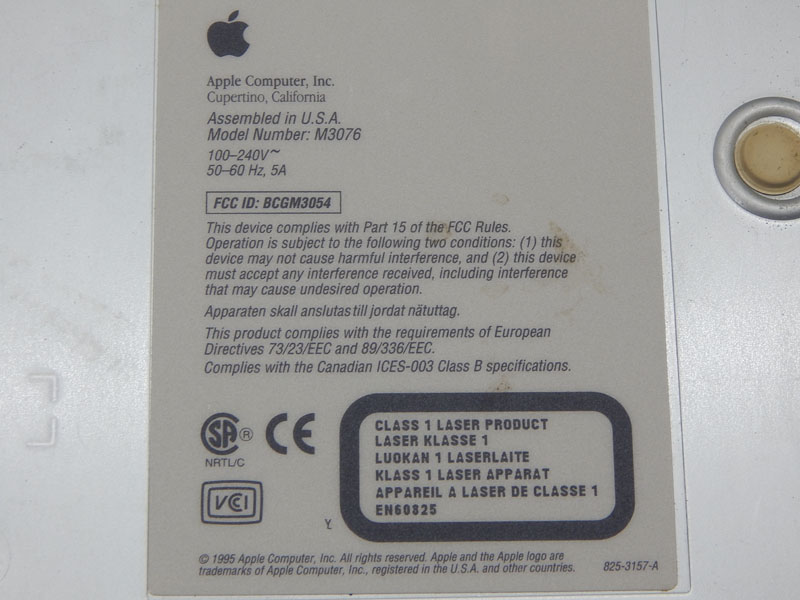 Apple Computer, Inc.
Cupertino, California
Assembled in U.S.A.
Model Number: M3076
100–240V~
50–60 Hz, 5A
FCC ID: BCGM3054
This device complies with Part 15 of the FCC Rules.
Operation is subject to the following two conditions: (1) this
device may not cause harmful interference, and (2) this device
must accept any interference received, including interference
that may cause undesired operation.
Apparaten skall anslutas till jordat nätuttag.
This product complies with the requirements of European
Directives 73/23/EEC and 89/336/EEC.
Complies with the Canadian ICES-003 Class B specifications.
SA ® CE
NRTL/C
VCI
Y
CLASS 1 LASER PRODUCT
LASER KLASSE 1
LUOKAN 1 LASERLAITE
KLASS 1 LASER APPARAT
APPAREIL A LASER DE CLASSE 1
EN60825
© 1995 Apple Computer, Inc. All rights reserved. Apple and the Apple logo are
trademarks of Apple Computer, Inc., registered in the U.S.A. and other countries. 825-3157-A